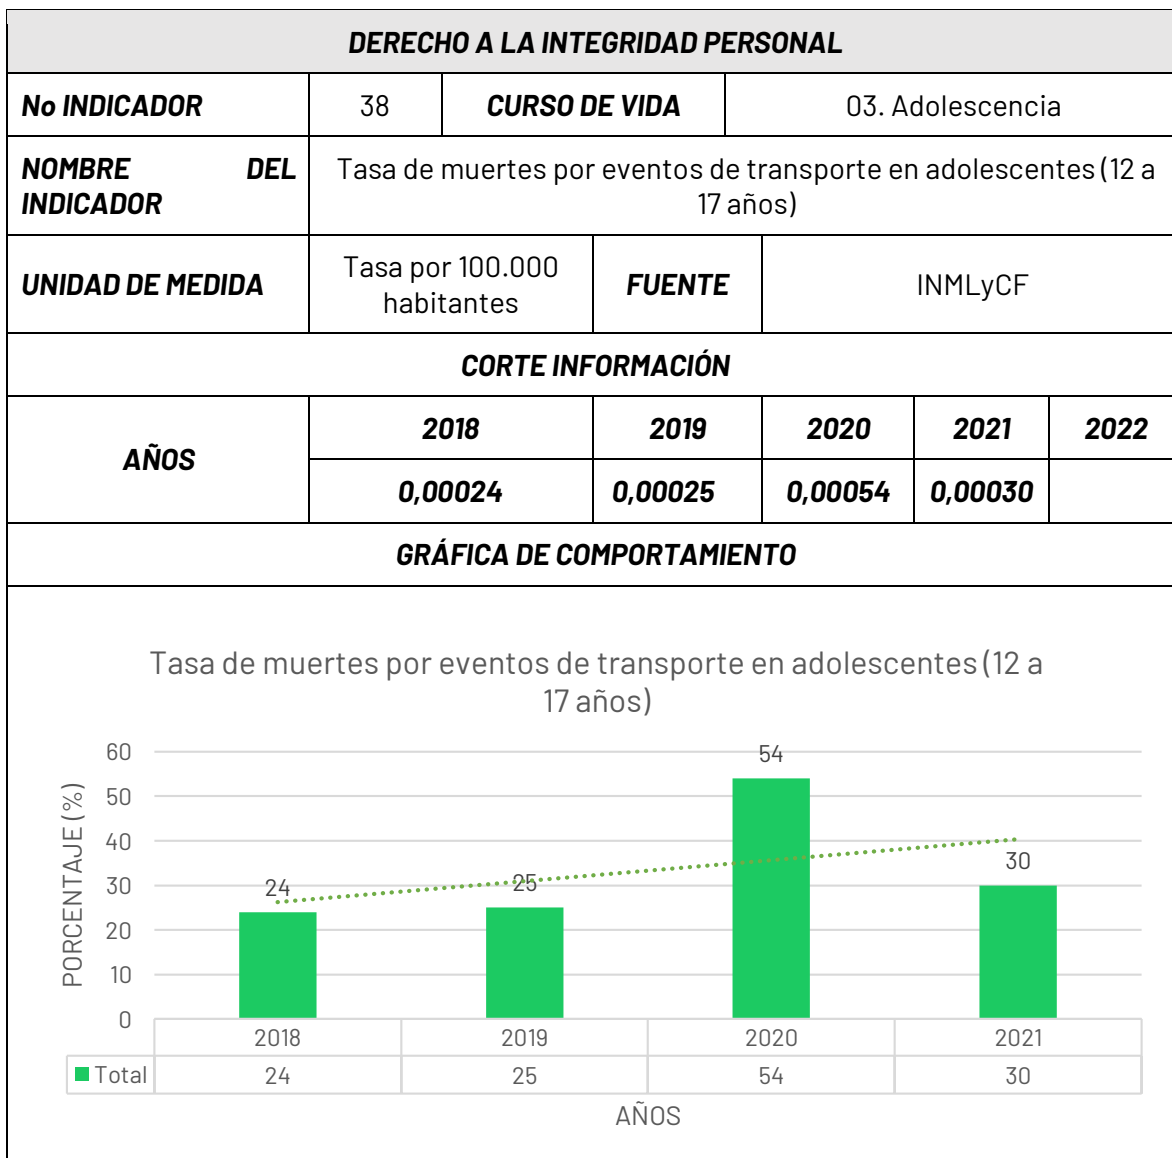 DERECHO A LA INTEGRIDAD PERSONAL
No INDICADOR 38 CURSO DE VIDA 03. Adolescencia
NOMBRE DEL
INDICADOR
Tasa de muertes por eventos de transporte en adolescentes (12 a
17 años)
UNIDAD DE MEDIDA
Tasa por 100.000
habitantes
FUENTE
INMLyCF
CORTE INFORMACIÓN
AÑOS
2018 2019 2020 2021 2022
0,00024 0,00025 0,00054 0,00030
GRÁFICA DE COMPORTAMIENTO
Tasa de muertes por eventos de transporte en adolescentes (12 a
17 años)
PORCENTAJE (%)
60
50
40
30
20
10
0
24
25
54
30
2018 2019 2020 2021
Total 24 25 54 30
AÑOS